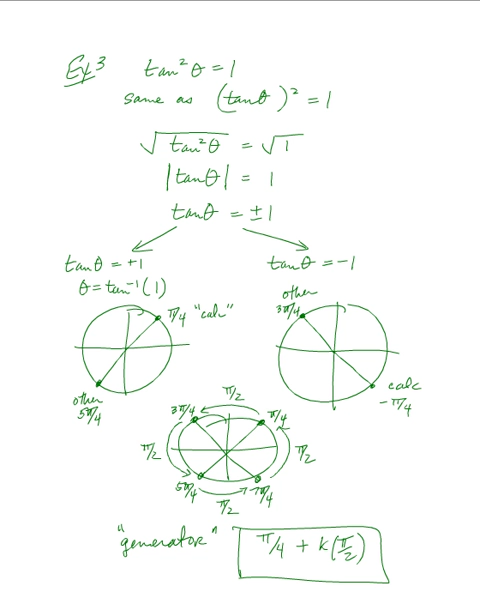 Ex 3 tan²θ = 1
same as (tanθ)² = 1
√tan²θ = √1
|tanθ| = 1
tanθ = ±1
tanθ = +1
θ = tan⁻¹(1)
π/4 "calc"
other
5π/4
tanθ = -1
other
3π/4
calc
-π/4
π/2
3π/4 π/4
π/2 π/2
5π/4 7π/4
π/2
"generator" π/4 + k(π/2)